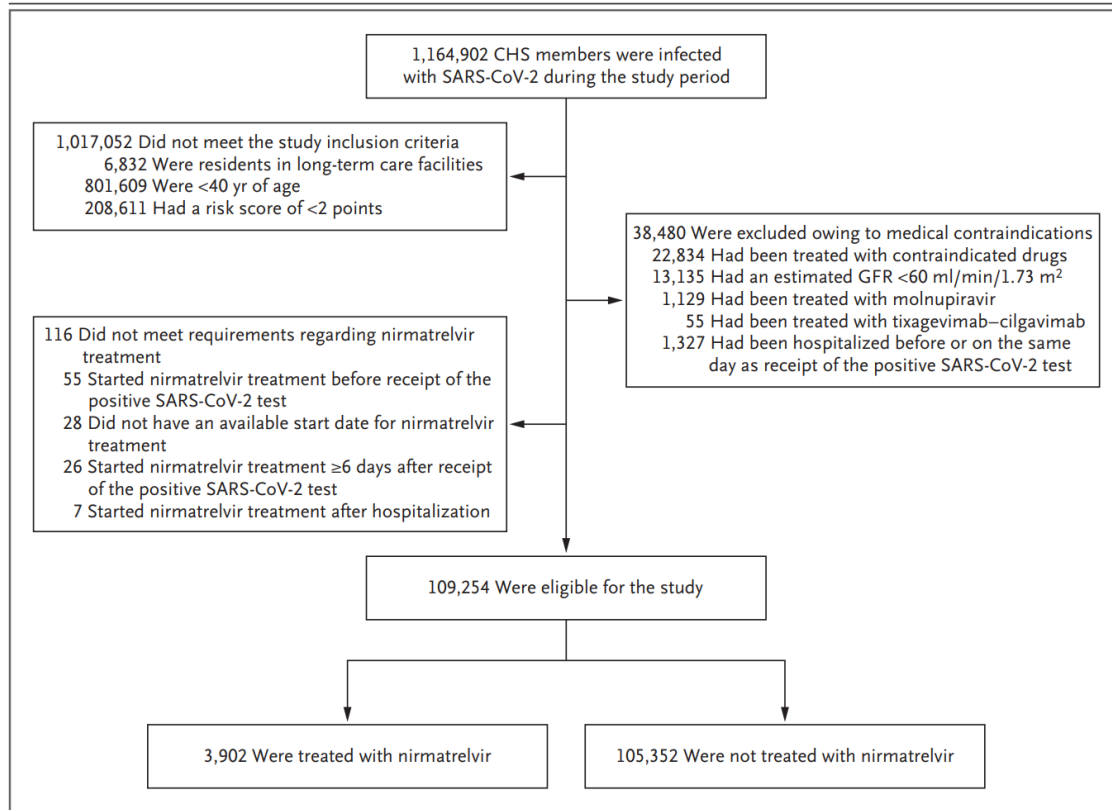 1,164,902 CHS members were infected
with SARS-CoV-2 during the study period
1,017,052 Did not meet the study inclusion criteria
6,832 Were residents in long-term care facilities
801,609 Were <40 yr of age
208,611 Had a risk score of <2 points
38,480 Were excluded owing to medical contraindications
22,834 Had been treated with contraindicated drugs
13,135 Had an estimated GFR <60 ml/min/1.73 m²
1,129 Had been treated with molnupiravir
55 Had been treated with tixagevimab–cilgavimab
1,327 Had been hospitalized before or on the same
day as receipt of the positive SARS-CoV-2 test
116 Did not meet requirements regarding nirmatrelvir
treatment
55 Started nirmatrelvir treatment before receipt of the
positive SARS-CoV-2 test
28 Did not have an available start date for nirmatrelvir
treatment
26 Started nirmatrelvir treatment ≥6 days after receipt
of the positive SARS-CoV-2 test
7 Started nirmatrelvir treatment after hospitalization
109,254 Were eligible for the study
3,902 Were treated with nirmatrelvir
105,352 Were not treated with nirmatrelvir